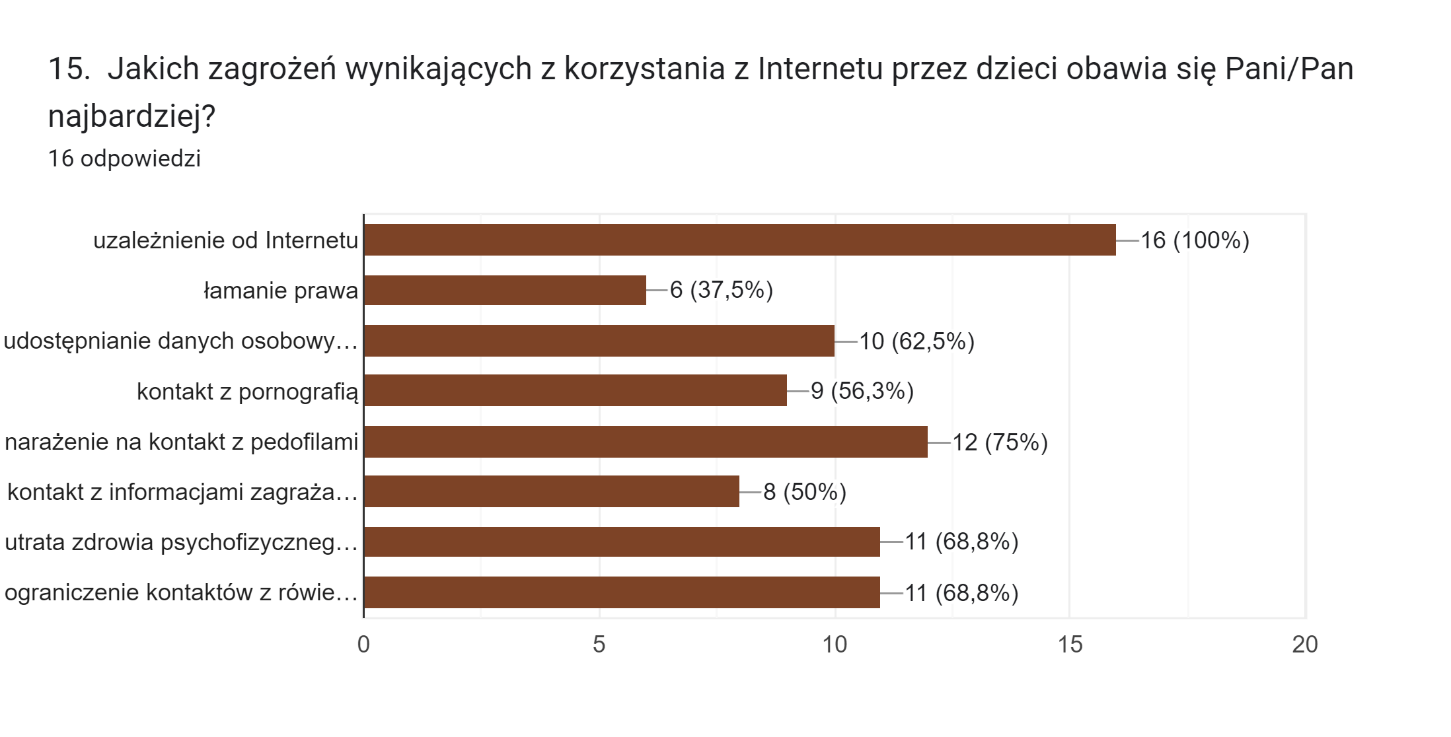 15. Jakich zagrożeń wynikających z korzystania z Internetu przez dzieci obawia się Pani/Pan
najbardziej?
16 odpowiedzi
uzależnienie od Internetu 16 (100%)
łamanie prawa 6 (37,5%)
udostępnianie danych osobowy… 10 (62,5%)
kontakt z pornografią 9 (56,3%)
narażenie na kontakt z pedofilami 12 (75%)
kontakt z informacjami zagraża… 8 (50%)
utrata zdrowia psychofizyczneg… 11 (68,8%)
ograniczenie kontaktów z rówie… 11 (68,8%)
0 5 10 15 20